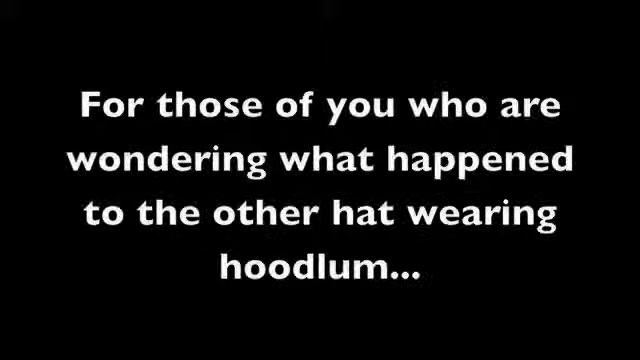 For those of you who are
wondering what happened
to the other hat wearing
hoodlum...